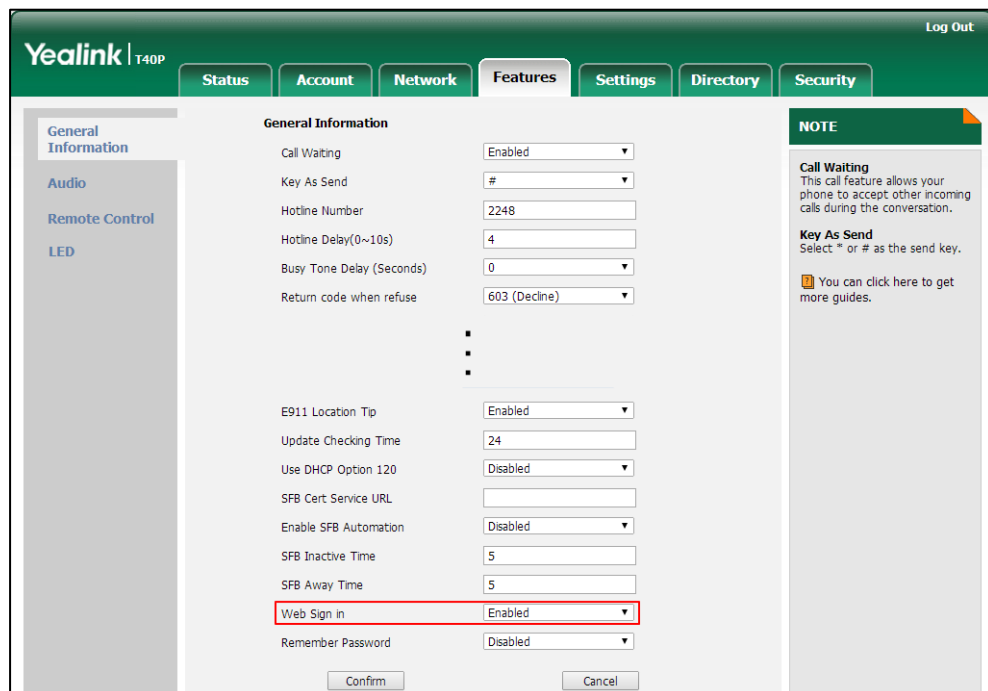 Log Out
Yealink T40P
Status Account Network Features Settings Directory Security
General
Information
Audio
Remote Control
LED
General Information
Call Waiting Enabled
Key As Send #
Hotline Number 2248
Hotline Delay(0~10s) 4
Busy Tone Delay (Seconds) 0
Return code when refuse 603 (Decline)
E911 Location Tip Enabled
Update Checking Time 24
Use DHCP Option 120 Disabled
SFB Cert Service URL
Enable SFB Automation Disabled
SFB Inactive Time 5
SFB Away Time 5
Web Sign in Enabled
Remember Password Disabled
Confirm Cancel
NOTE
Call Waiting
This call feature allows your
phone to accept other incoming
calls during the conversation.
Key As Send
Select * or # as the send key.
You can click here to get
more guides.